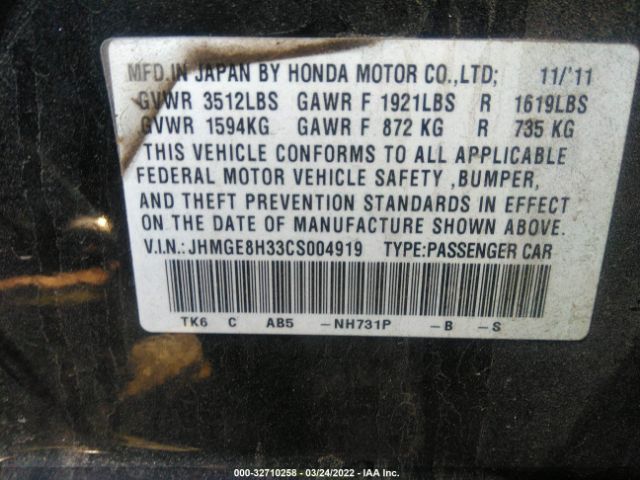 MFD.IN JAPAN BY HONDA MOTOR CO.,LTD; 11/'11
GVWR 3512LBS GAWR F 1921LBS R 1619LBS
GVWR 1594KG GAWR F 872 KG R 735 KG
THIS VEHICLE CONFORMS TO ALL APPLICABLE
FEDERAL MOTOR VEHICLE SAFETY ,BUMPER,
AND THEFT PREVENTION STANDARDS IN EFFECT
ON THE DATE OF MANUFACTURE SHOWN ABOVE.
V.I.N.: JHMGE8H33CS004919 TYPE:PASSENGER CAR
TK6 C AB5 –NH731P –B –S
000-32710258 - 03/24/2022 - IAA Inc.